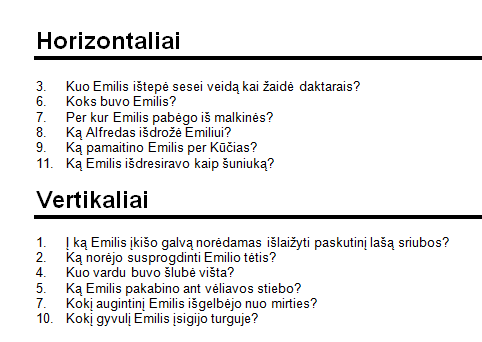 Horizontaliai
3. Kuo Emilis ištepė sesei veidą kai žaidė daktarais?
6. Koks buvo Emilis?
7. Per kur Emilis pabėgo iš malkinės?
8. Ką Alfredas išdrožė Emiliui?
9. Ką pamaitino Emilis per Kūčias?
11. Ką Emilis išdresiravo kaip šuniuką?
Vertikaliai
1. Į ką Emilis įkišo galvą norėdamas išlaižyti paskutinį lašą sriubos?
2. Ką norėjo susprogdinti Emilio tėtis?
4. Kuo vardu buvo šlubė višta?
5. Ką Emilis pakabino ant vėliavos stiebo?
7. Kokį augintinį Emilis išgelbėjo nuo mirties?
10. Kokį gyvulį Emilis įsigijo turguje?